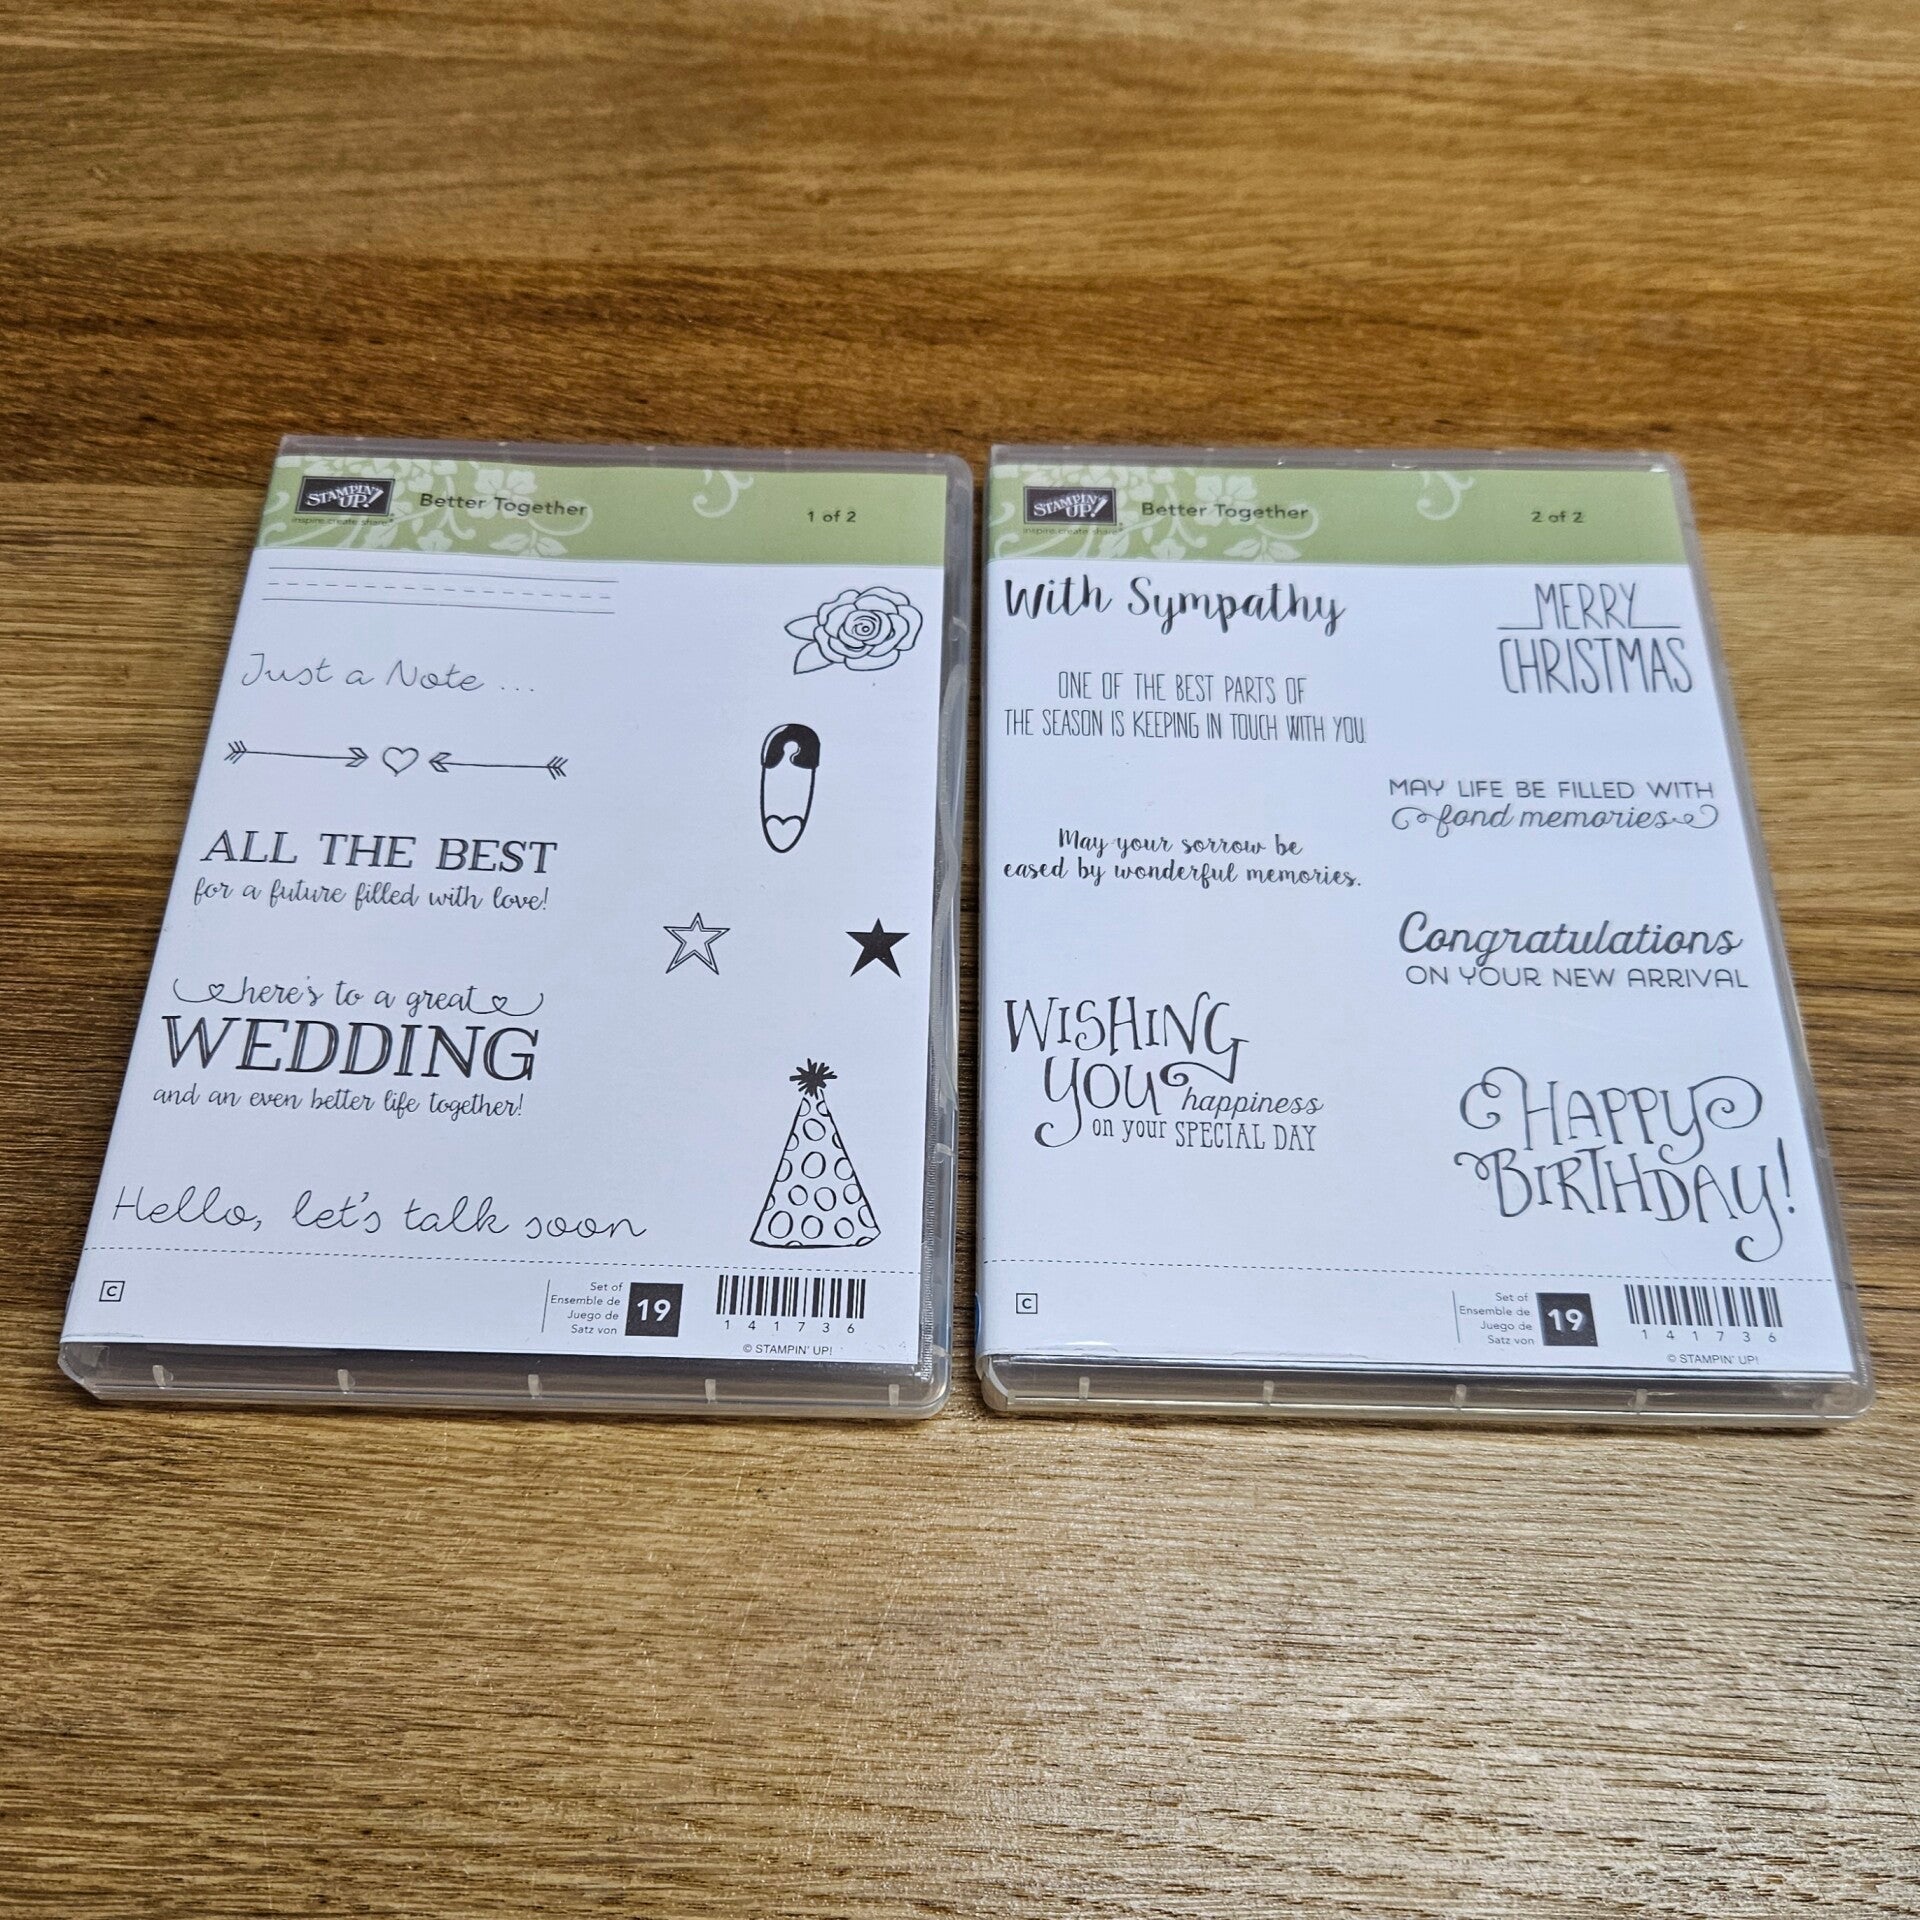 STAMPIN' UP!
inspire.create.share
Better Together
1 of 2
Just a Note ...
ALL THE BEST
for a future filled with love!
here's to a great
WEDDING
and an even better life together!
Hello, let's talk soon
C
Set of
Ensemble de
Juego de
Satz von
19
141736
© STAMPIN' UP!
STAMPIN' UP!
inspire.create.share
Better Together
2 of 2
With Sympathy
MERRY
CHRISTMAS
ONE OF THE BEST PARTS OF
THE SEASON IS KEEPING IN TOUCH WITH YOU.
MAY LIFE BE FILLED WITH
fond memories
May your sorrow be
eased by wonderful memories.
Congratulations
ON YOUR NEW ARRIVAL
WISHING
YOU happiness
on your SPECIAL DAY
HAPPY
BIRTHDAY!
C
Set of
Ensemble de
Juego de
Satz von
19
141736
© STAMPIN' UP!